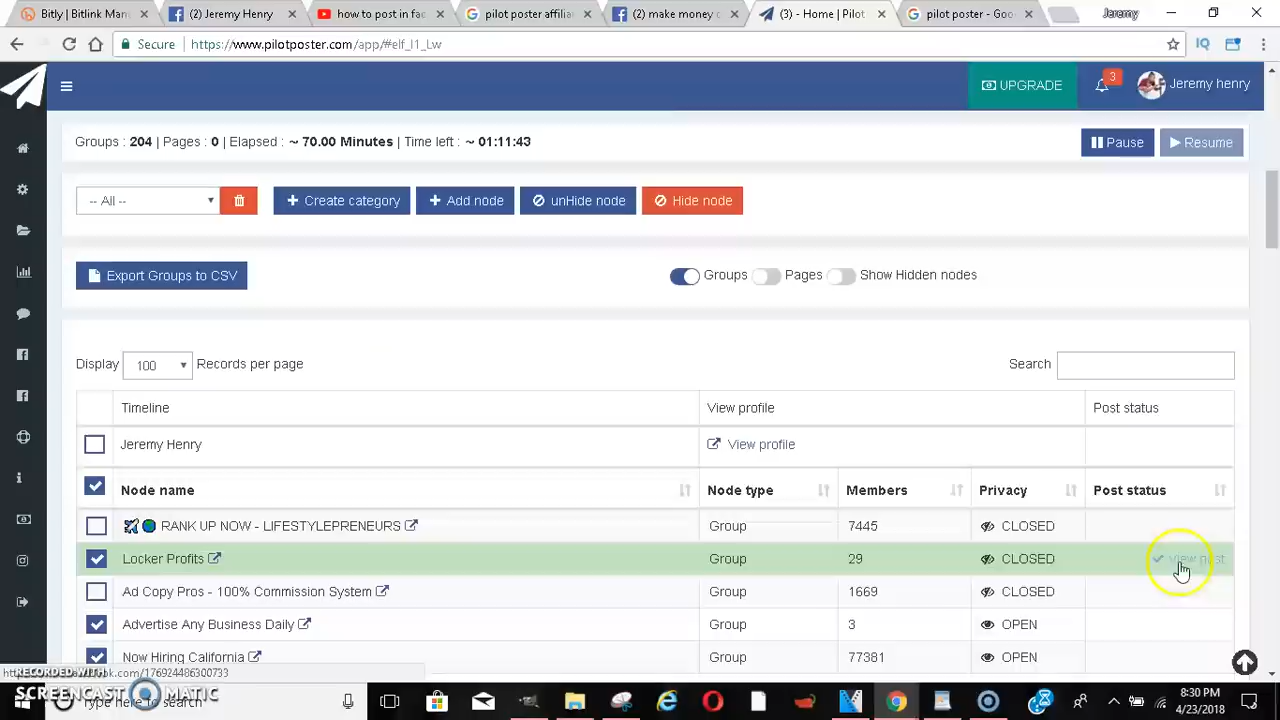 Bitly | Bitlink Man
(2) Jeremy Henry
how to post in fac
pilot poster affilia
(2) make money o
(3) - Home | Pilot
pilot poster - Goo
Jeremy
Secure | https://www.pilotposter.com/app/#elf_l1_Lw
UPGRADE
3
Jeremy henry
Groups : 204 | Pages : 0 | Elapsed : ~ 70.00 Minutes | Time left : ~ 01:11:43
Pause
Resume
-- All --
+ Create category
+ Add node
unHide node
Hide node
Export Groups to CSV
Groups
Pages
Show Hidden nodes
Display 100 Records per page
Search
Timeline View profile Post status
Jeremy Henry View profile
Node name Node type Members Privacy Post status
RANK UP NOW - LIFESTYLEPRENEURS Group 7445 CLOSED
Locker Profits Group 29 CLOSED View post
Ad Copy Pros - 100% Commission System Group 1669 CLOSED
Advertise Any Business Daily Group 3 OPEN
Now Hiring California Group 77381 OPEN
RECORDED WITH
SCREENCAST MATIC
Type here to search
8:30 PM
4/23/2018